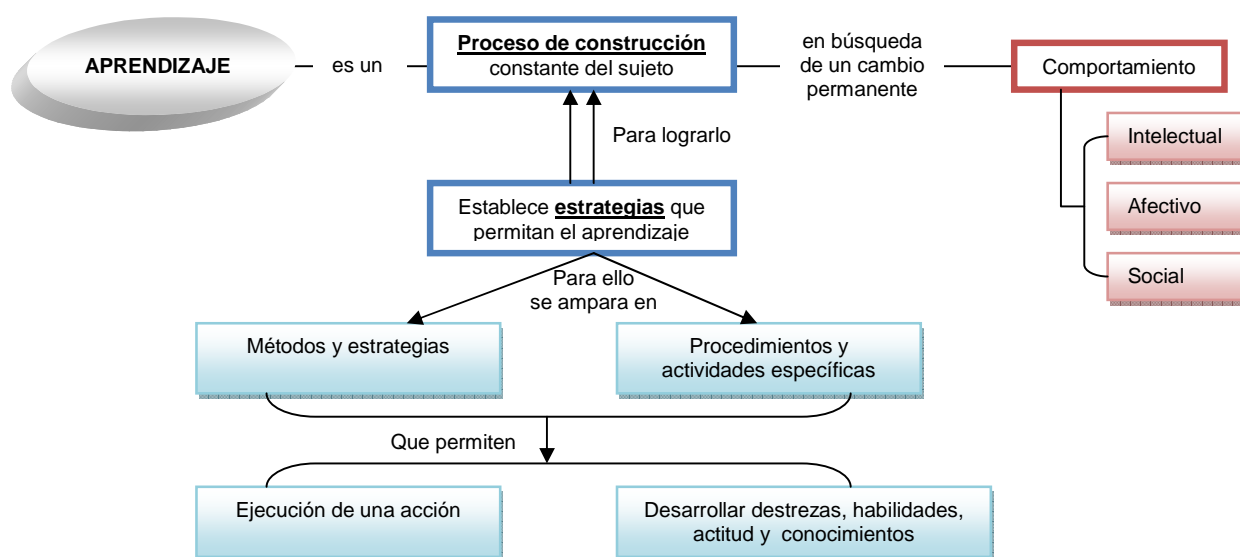 APRENDIZAJE
es un
Proceso de construcción
constante del sujeto
en búsqueda
de un cambio
permanente
Comportamiento
Intelectual
Afectivo
Social
Para lograrlo
Establece estrategias que
permitan el aprendizaje
Para ello
se ampara en
Métodos y estrategias
Procedimientos y
actividades específicas
Que permiten
Ejecución de una acción
Desarrollar destrezas, habilidades,
actitud y conocimientos